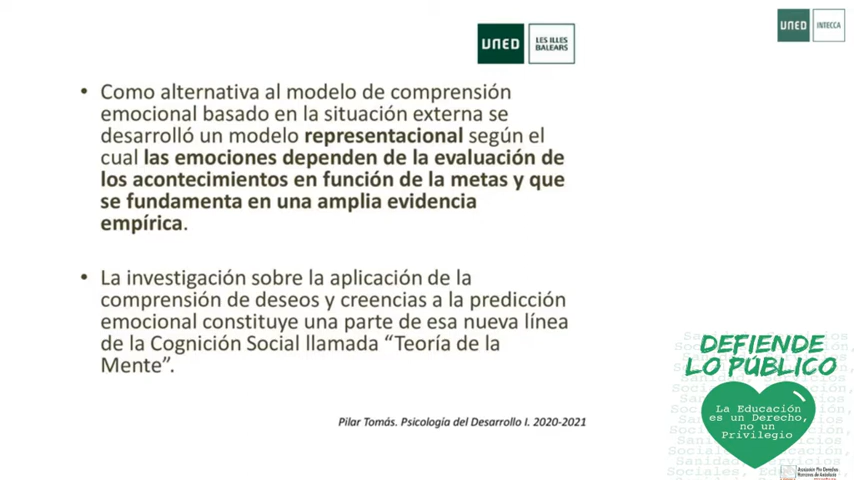 UNED
LES ILLES
BALEARS
UNED
INTECCA
• Como alternativa al modelo de comprensión
emocional basado en la situación externa se
desarrolló un modelo representacional según el
cual las emociones dependen de la evaluación de
los acontecimientos en función de la metas y que
se fundamenta en una amplia evidencia
empírica.
• La investigación sobre la aplicación de la
comprensión de deseos y creencias a la predicción
emocional constituye una parte de esa nueva línea
de la Cognición Social llamada “Teoría de la
Mente”.
Pilar Tomás. Psicología del Desarrollo I. 2020-2021
DEFIENDE
LO PÚBLICO
La Educación
es un Derecho,
no un
Privilegio